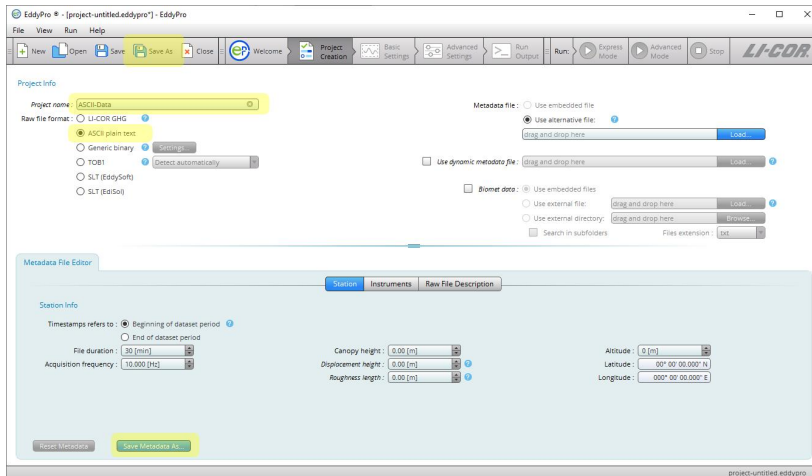 EddyPro ® - [project-untitled.eddypro*] - EddyPro
File View Run Help
New Open Save Save As Close ep Welcome Project Creation Basic Settings Advanced Settings Run Output Run: Express Mode Advanced Mode Stop LI-COR
Project Info
Project name : ASCII-Data
Raw file format : LI-COR GHG ?
ASCII plain text
Generic binary ? Settings...
TOB1 ? Detect automatically
SLT (EddySoft)
SLT (EdiSol)
Metadata file : Use embedded file
Use alternative file: ?
drag and drop here Load...
Use dynamic metadata file : drag and drop here Load... ?
Biomet data : Use embedded files
Use external file: drag and drop here Load... ?
Use external directory: drag and drop here Browse...
Search in subfolders Files extension : txt
Metadata File Editor
Station Instruments Raw File Description
Station Info
Timestamps refers to : Beginning of dataset period ?
End of dataset period
File duration : 30 [min]
Acquisition frequency : 10.000 [Hz]
Canopy height : 0.00 [m]
Displacement height : 0.00 [m] ?
Roughness length : 0.00 [m] ?
Altitude : 0 [m]
Latitude : 00° 00' 00.000" N
Longitude : 000° 00' 00.000" E
Reset Metadata Save Metadata As...
project-untitled.eddypro